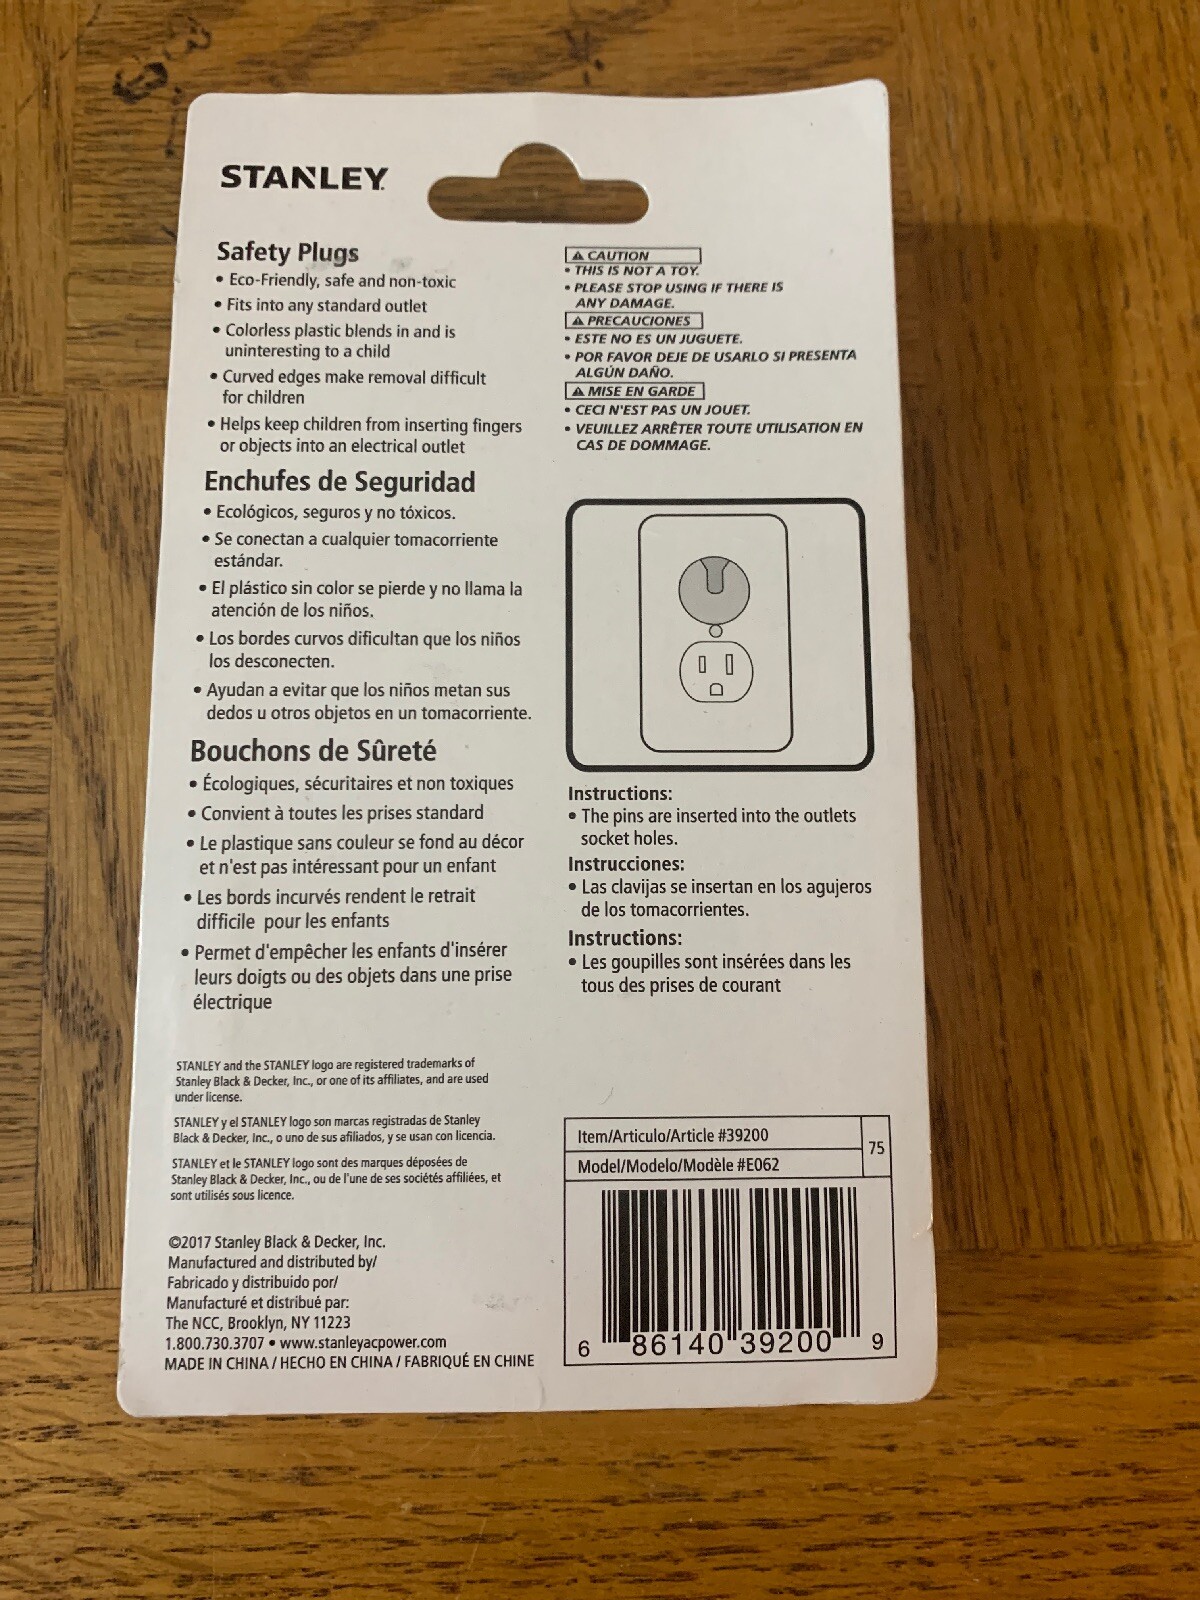 STANLEY
Safety Plugs
• Eco-Friendly, safe and non-toxic
• Fits into any standard outlet
• Colorless plastic blends in and is
uninteresting to a child
• Curved edges make removal difficult
for children
• Helps keep children from inserting fingers
or objects into an electrical outlet
Enchufes de Seguridad
• Ecológicos, seguros y no tóxicos.
• Se conectan a cualquier tomacorriente
estándar.
• El plástico sin color se pierde y no llama la
atención de los niños.
• Los bordes curvos dificultan que los niños
los desconecten.
• Ayudan a evitar que los niños metan sus
dedos u otros objetos en un tomacorriente.
Bouchons de Sûreté
• Écologiques, sécuritaires et non toxiques
• Convient à toutes les prises standard
• Le plastique sans couleur se fond au décor
et n'est pas intéressant pour un enfant
• Les bords incurvés rendent le retrait
difficile pour les enfants
• Permet d'empêcher les enfants d'insérer
leurs doigts ou des objets dans une prise
électrique
STANLEY and the STANLEY logo are registered trademarks of
Stanley Black & Decker, Inc., or one of its affiliates, and are used
under license.
STANLEY y el STANLEY logo son marcas registradas de Stanley
Black & Decker, Inc., o uno de sus afiliados, y se usan con licencia.
STANLEY et le STANLEY logo sont des marques déposées de
Stanley Black & Decker, Inc., ou de l'une de ses sociétés affiliées, et
sont utilisés sous licence.
©2017 Stanley Black & Decker, Inc.
Manufactured and distributed by/
Fabricado y distribuido por/
Manufacturé et distribué par:
The NCC, Brooklyn, NY 11223
1.800.730.3707 • www.stanleyacpower.com
MADE IN CHINA / HECHO EN CHINA / FABRIQUÉ EN CHINE
⚠ CAUTION
• THIS IS NOT A TOY.
• PLEASE STOP USING IF THERE IS
ANY DAMAGE.
⚠ PRECAUCIONES
• ESTE NO ES UN JUGUETE.
• POR FAVOR DEJE DE USARLO SI PRESENTA
ALGÚN DAÑO.
⚠ MISE EN GARDE
• CECI N'EST PAS UN JOUET.
• VEUILLEZ ARRÊTER TOUTE UTILISATION EN
CAS DE DOMMAGE.
Instructions:
• The pins are inserted into the outlets
socket holes.
Instrucciones:
• Las clavijas se insertan en los agujeros
de los tomacorrientes.
Instructions:
• Les goupilles sont insérées dans les
tous des prises de courant
Item/Articulo/Article #39200
Model/Modelo/Modèle #E062
75
6 86140 39200 9